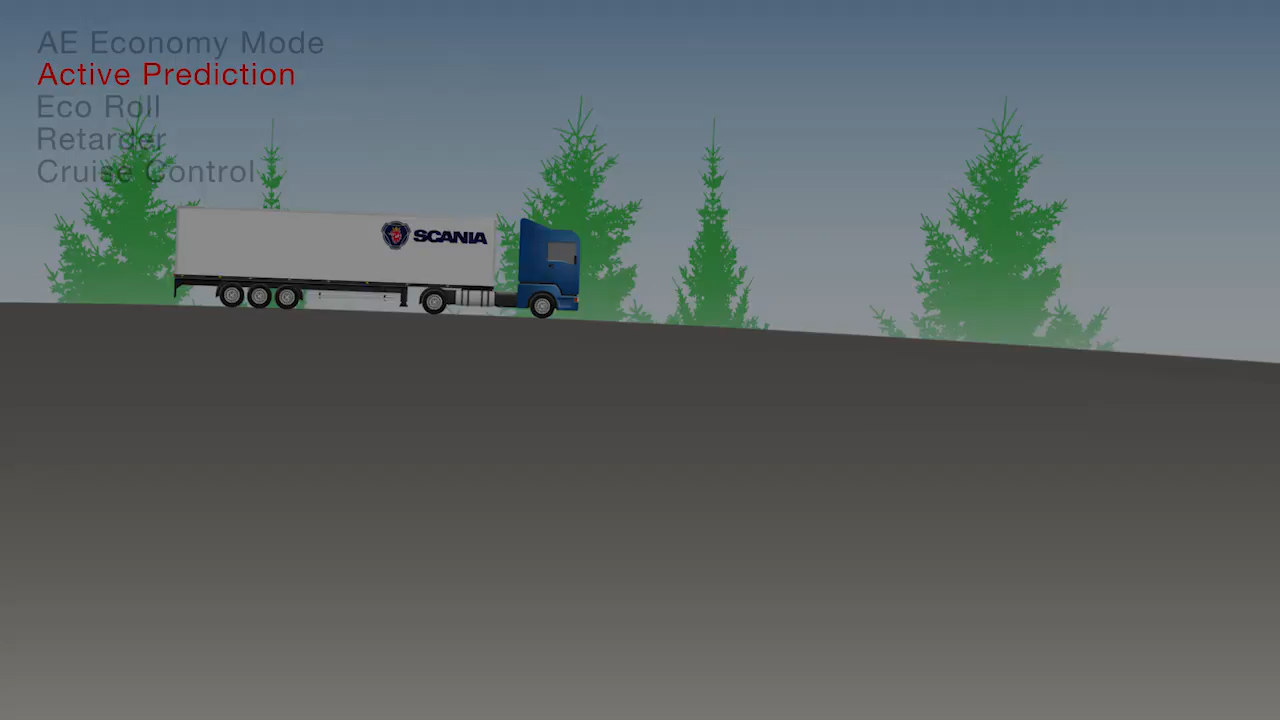 AE Economy Mode
Active Prediction
Eco Roll
Retarder
Cruise Control
SCANIA